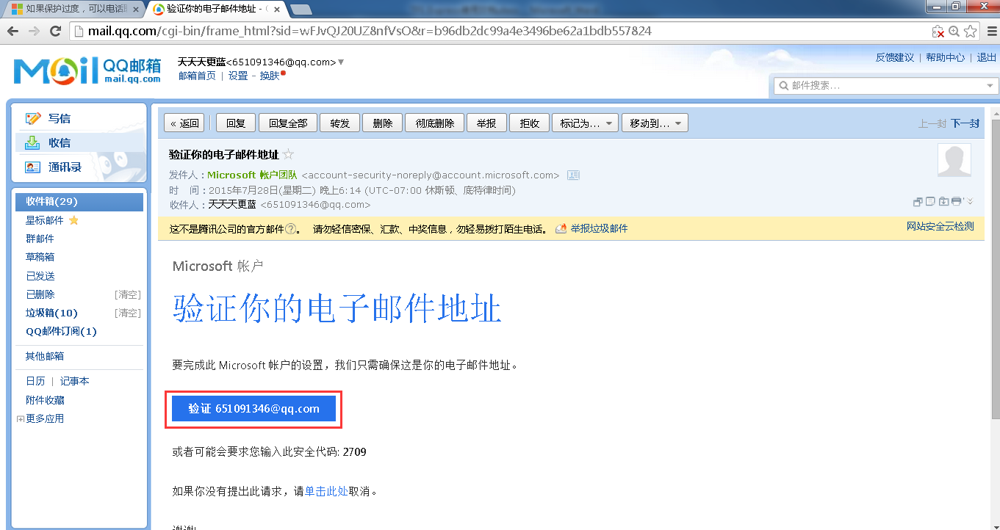 如果保护过度，可以电话
验证你的电子邮件地址 -
mail.qq.com/cgi-bin/frame_html?sid=wFJvQJ20UZ8nfVsO&r=b96db2dc99a4e3496be62a1bdb557824
Mail QQ邮箱
mail.qq.com
天天天更蓝<651091346@qq.com>
邮箱首页 | 设置 - 换肤
反馈建议 | 帮助中心 | 退出
邮件搜索...
写信
收信
通讯录
收件箱(29)
星标邮件
群邮件
草稿箱
已发送
已删除 [清空]
垃圾箱(10) [清空]
QQ邮件订阅(1)
其他邮箱
日历 | 记事本
附件收藏
更多应用
« 返回 回复 回复全部 转发 删除 彻底删除 举报 拒收 标记为... 移动到... 上一封 下一封
验证你的电子邮件地址
发件人：Microsoft 帐户团队 <account-security-noreply@account.microsoft.com>
时 间：2015年7月28日(星期二) 晚上6:14 (UTC-07:00 休斯顿、底特律时间)
收件人：天天天更蓝 <651091346@qq.com>
这不是腾讯公司的官方邮件?。 请勿轻信密保、汇款、中奖信息，勿轻易拨打陌生电话。 举报垃圾邮件 网站安全云检测
Microsoft 帐户
验证你的电子邮件地址
要完成此 Microsoft 帐户的设置，我们只需确保这是你的电子邮件地址。
验证 651091346@qq.com
或者可能会要求您输入此安全代码: 2709
如果你没有提出此请求，请单击此处取消。
谢谢!